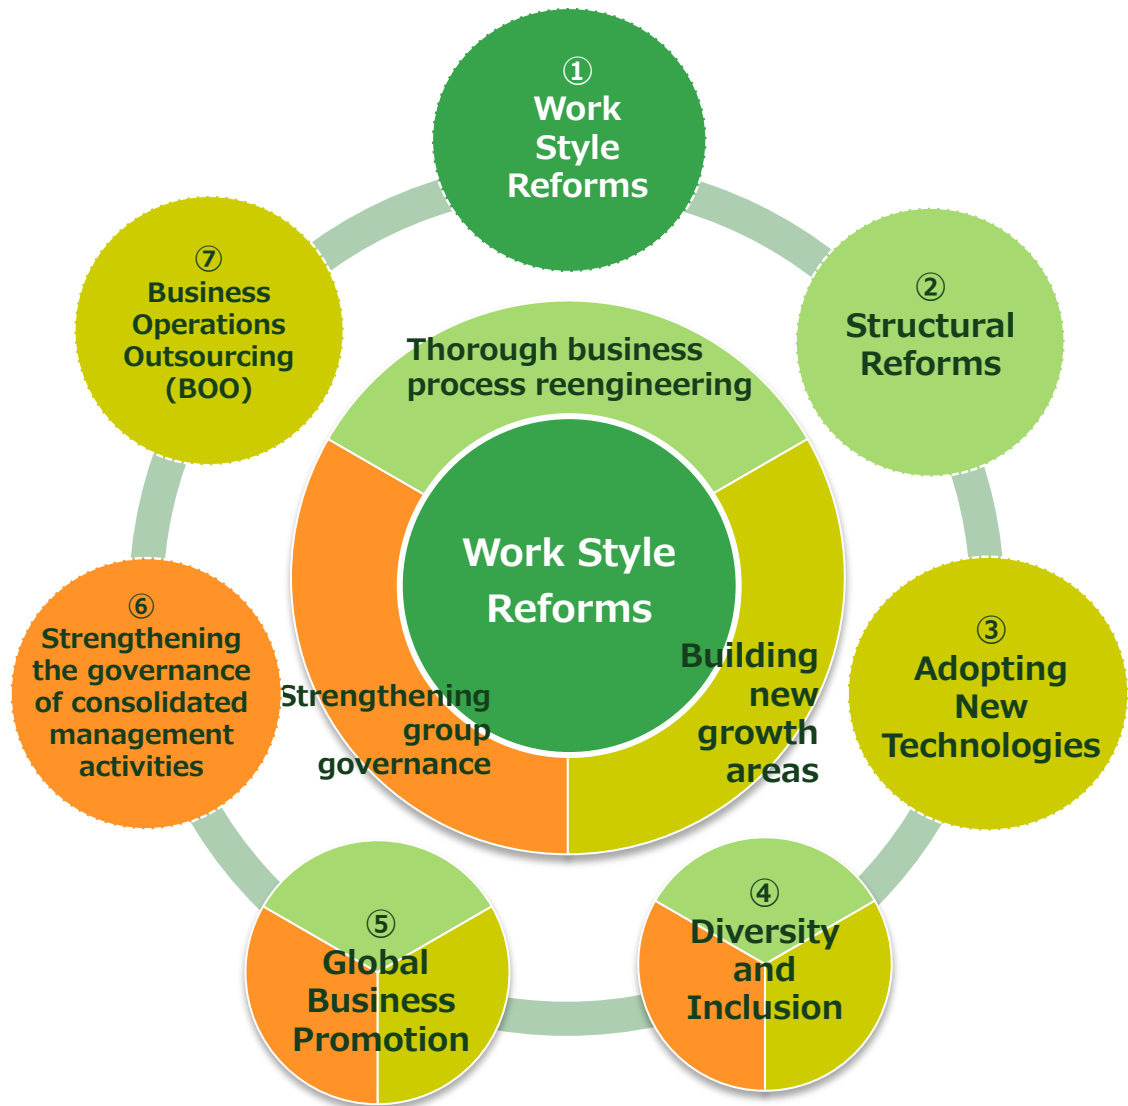 ①
Work
Style
Reforms
②
Structural
Reforms
③
Adopting
New
Technologies
④
Diversity
and
Inclusion
⑤
Global
Business
Promotion
⑥
Strengthening
the governance
of consolidated
management
activities
⑦
Business
Operations
Outsourcing
(BOO)
Thorough business
process reengineering
Building
new
growth
areas
Strengthening
group
governance
Work Style
Reforms